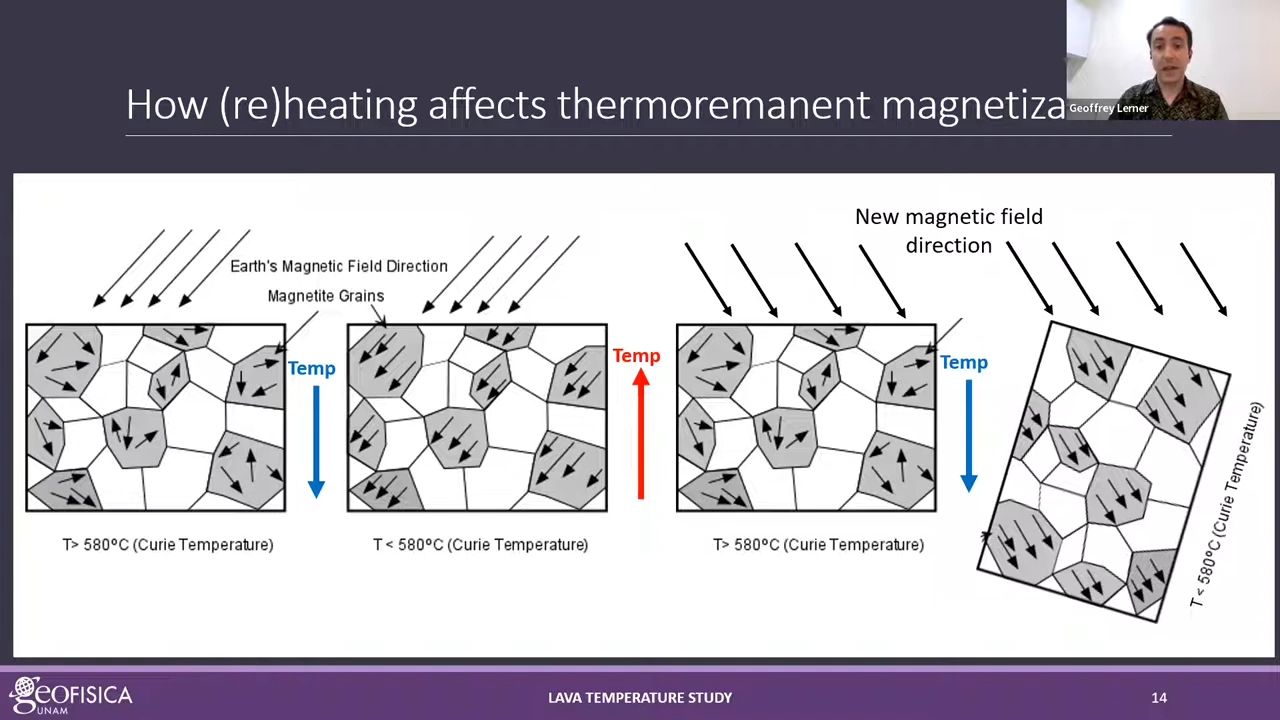 How (re)heating affects thermoremanent magnetiza
Geoffrey Lerner
New magnetic field
direction
Earth's Magnetic Field Direction
Magnetite Grains
Temp
Temp
Temp
T> 580ºC (Curie Temperature)
T < 580ºC (Curie Temperature)
T> 580ºC (Curie Temperature)
T < 580ºC (Curie Temperature)
GEOFISICA
UNAM
LAVA TEMPERATURE STUDY
14